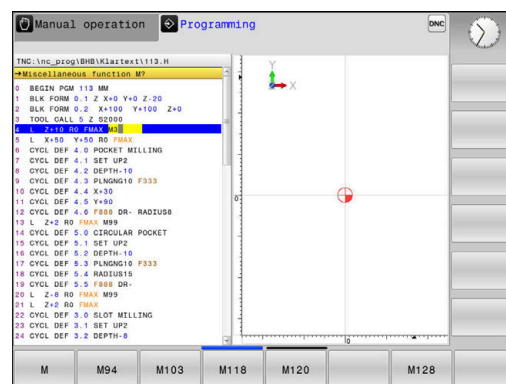 Manual operation
Programming
DNC
TNC:\nc_prog\BHB\Klartext\113.H
→Miscellaneous function M?
0 BEGIN PGM 113 MM
1 BLK FORM 0.1 Z X+0 Y+0 Z-20
2 BLK FORM 0.2 X+100 Y+100 Z+0
3 TOOL CALL 5 Z S2000
4 L Z+10 R0 FMAX M3
5 L X+50 Y+50 R0 FMAX
6 CYCL DEF 4.0 POCKET MILLING
7 CYCL DEF 4.1 SET UP2
8 CYCL DEF 4.2 DEPTH-10
9 CYCL DEF 4.3 PLNGNG10 F333
10 CYCL DEF 4.4 X+30
11 CYCL DEF 4.5 Y+90
12 CYCL DEF 4.6 F888 DR- RADIUS8
13 L Z+2 R0 FMAX M99
14 CYCL DEF 5.0 CIRCULAR POCKET
15 CYCL DEF 5.1 SET UP2
16 CYCL DEF 5.2 DEPTH-10
17 CYCL DEF 5.3 PLNGNG10 F333
18 CYCL DEF 5.4 RADIUS15
19 CYCL DEF 5.5 F888 DR-
20 L Z-8 R0 FMAX M99
21 L Z+2 R0 FMAX
22 CYCL DEF 3.0 SLOT MILLING
23 CYCL DEF 3.1 SET UP2
24 CYCL DEF 3.2 DEPTH-8
Y
X
0
0
M M94 M103 M118 M120 M128